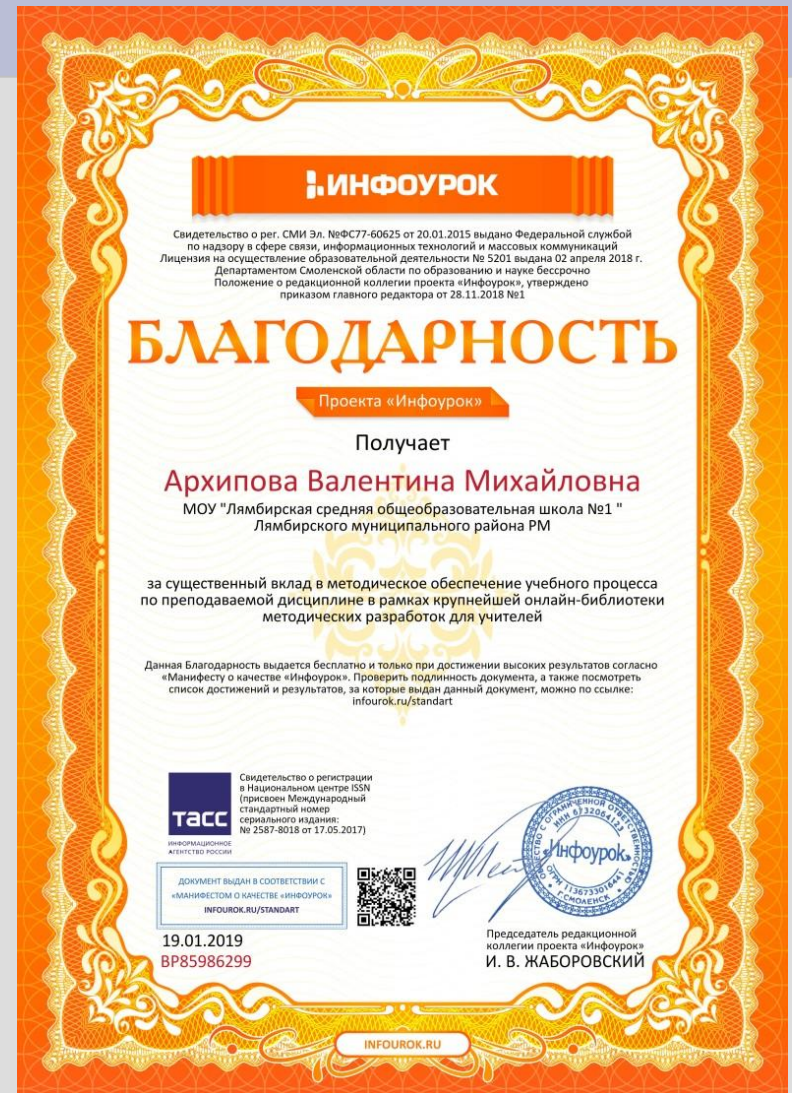 ИНФОУРОК
Свидетельство о рег. СМИ Эл. №ФС77-60625 от 20.01.2015 выдано Федеральной службой
по надзору в сфере связи, информационных технологий и массовых коммуникаций
Лицензия на осуществление образовательной деятельности № 5201 выдана 02 апреля 2018 г.
Департаментом Смоленской области по образованию и науке бессрочно
Положение о редакционной коллегии проекта «Инфоурок», утверждено
приказом главного редактора от 28.11.2018 №1
БЛАГОДАРНОСТЬ
Проекта «Инфоурок»
Получает
Архипова Валентина Михайловна
МОУ "Лямбирская средняя общеобразовательная школа №1 "
Лямбирского муниципального района РМ
за существенный вклад в методическое обеспечение учебного процесса
по преподаваемой дисциплине в рамках крупнейшей онлайн-библиотеки
методических разработок для учителей
Данная Благодарность выдается бесплатно и только при достижении высоких результатов согласно
«Манифесту о качестве «Инфоурок». Проверить подлинность документа, а также посмотреть
список достижений и результатов, за которые выдан данный документ, можно по ссылке:
infourok.ru/standart
Свидетельство о регистрации
в Национальном центре ISSN
(присвоен Международный
стандартный номер
сериального издания:
№ 2587-8018 от 17.05.2017)
ТАСС
ИНФОРМАЦИОННОЕ
АГЕНТСТВО РОССИИ
ДОКУМЕНТ ВЫДАН В СООТВЕТСТВИИ С
«МАНИФЕСТОМ О КАЧЕСТВЕ «ИНФОУРОК»
INFOUROK.RU/STANDART
19.01.2019
ВР85986299
ОБЩЕСТВО С ОГРАНИЧЕННОЙ ОТВЕТСТВЕННОСТЬЮ
ИНН 6732064123
Инфоурок
ОГРН 1136733016441
Г.СМОЛЕНСК
Председатель редакционной
коллегии проекта «Инфоурок»
И. В. ЖАБОРОВСКИЙ
INFOUROK.RU